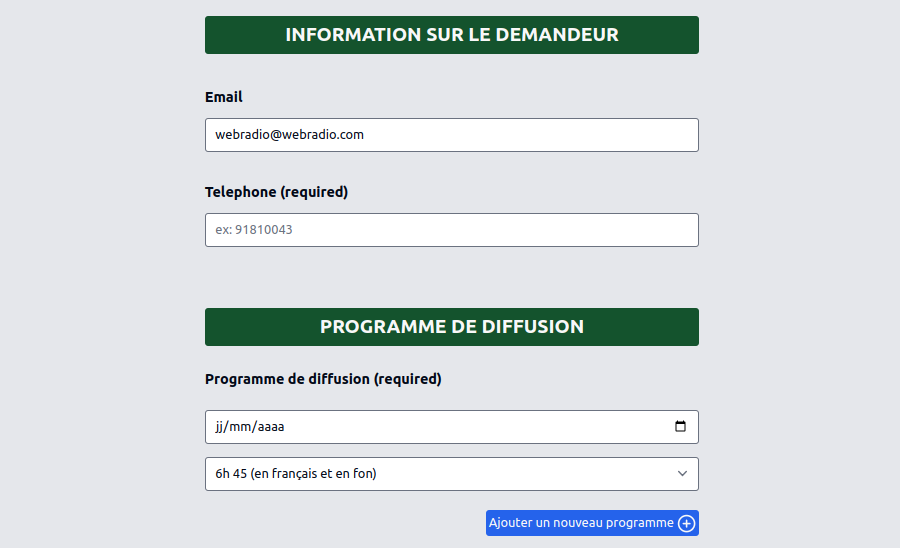 INFORMATION SUR LE DEMANDEUR
Email
webradio@webradio.com
Telephone (required)
ex: 91810043
PROGRAMME DE DIFFUSION
Programme de diffusion (required)
jj/mm/aaaa
6h 45 (en français et en fon)
Ajouter un nouveau programme